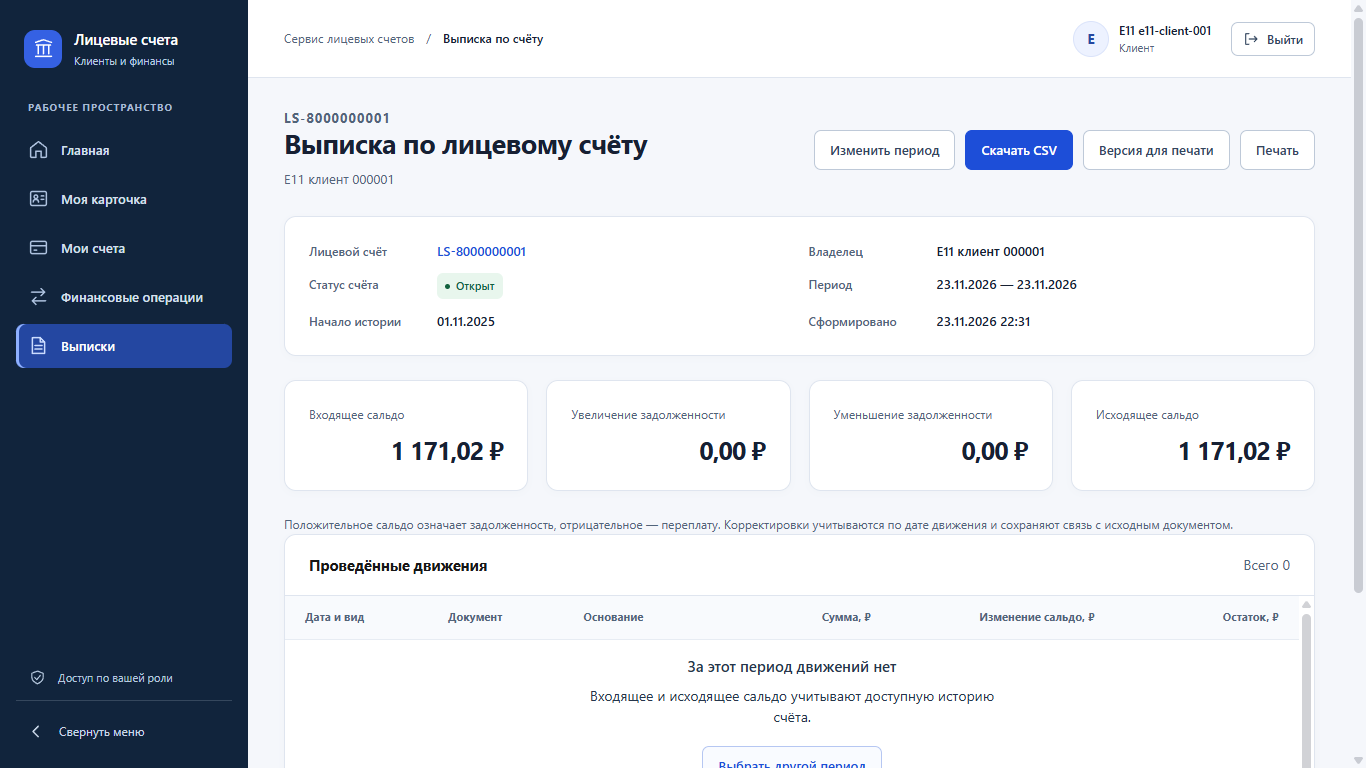 Лицевые счета
Клиенты и финансы
РАБОЧЕЕ ПРОСТРАНСТВО
Главная
Моя карточка
Мои счета
Финансовые операции
Выписки
Доступ по вашей роли
Свернуть меню
Сервис лицевых счетов / Выписка по счёту
E
E11 e11-client-001
Клиент
Выйти
LS-8000000001
Выписка по лицевому счёту
E11 клиент 000001
Изменить период
Скачать CSV
Версия для печати
Печать
Лицевой счёт LS-8000000001
Владелец E11 клиент 000001
Статус счёта Открыт
Период 23.11.2026 — 23.11.2026
Начало истории 01.11.2025
Сформировано 23.11.2026 22:31
Входящее сальдо
1 171,02 ₽
Увеличение задолженности
0,00 ₽
Уменьшение задолженности
0,00 ₽
Исходящее сальдо
1 171,02 ₽
Положительное сальдо означает задолженность, отрицательное — переплату. Корректировки учитываются по дате движения и сохраняют связь с исходным документом.
Проведённые движения
Всего 0
Дата и вид Документ Основание Сумма, ₽ Изменение сальдо, ₽ Остаток, ₽
За этот период движений нет
Входящее и исходящее сальдо учитывают доступную историю
счёта.
Выбрать другой период